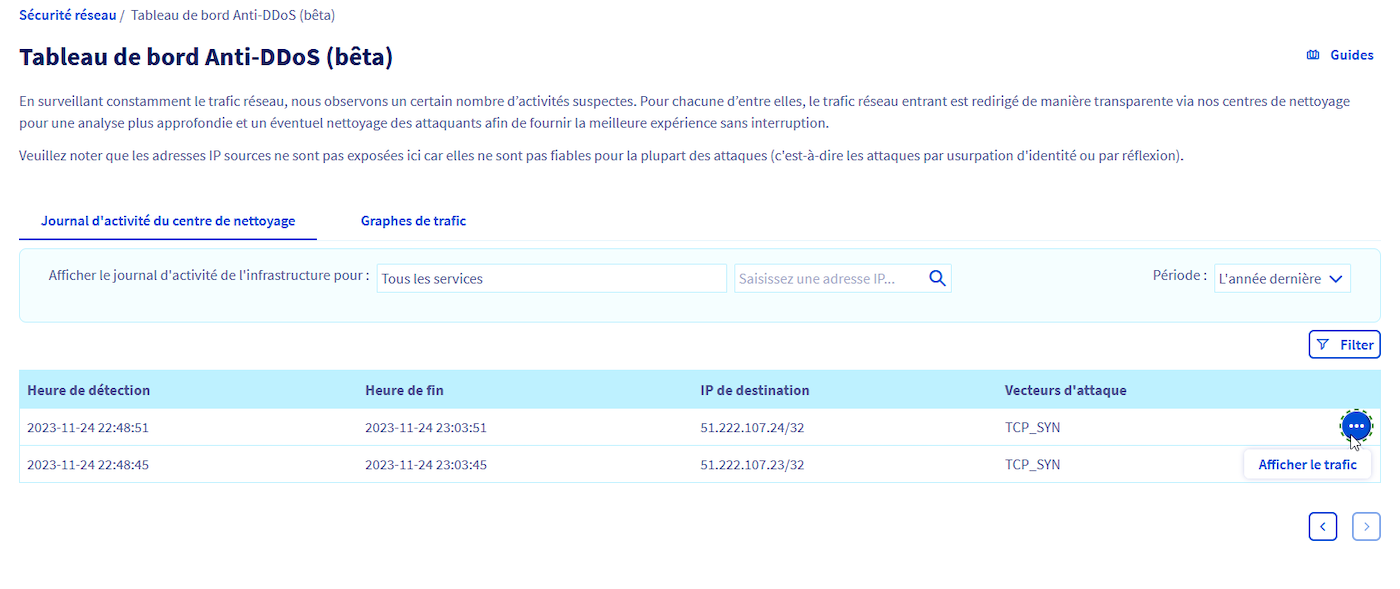 Sécurité réseau / Tableau de bord Anti-DDoS (bêta)
Tableau de bord Anti-DDoS (bêta)
Guides
En surveillant constamment le trafic réseau, nous observons un certain nombre d’activités suspectes. Pour chacune d’entre elles, le trafic réseau entrant est redirigé de manière transparente via nos centres de nettoyage
pour une analyse plus approfondie et un éventuel nettoyage des attaquants afin de fournir la meilleure expérience sans interruption.
Veuillez noter que les adresses IP sources ne sont pas exposées ici car elles ne sont pas fiables pour la plupart des attaques (c'est-à-dire les attaques par usurpation d'identité ou par réflexion).
Journal d'activité du centre de nettoyage Graphes de trafic
Afficher le journal d'activité de l'infrastructure pour : Tous les services Saisissez une adresse IP... Période : L'année dernière
Filter
Heure de détection Heure de fin IP de destination Vecteurs d'attaque
2023-11-24 22:48:51 2023-11-24 23:03:51 51.222.107.24/32 TCP_SYN
2023-11-24 22:48:45 2023-11-24 23:03:45 51.222.107.23/32 TCP_SYN Afficher le trafic